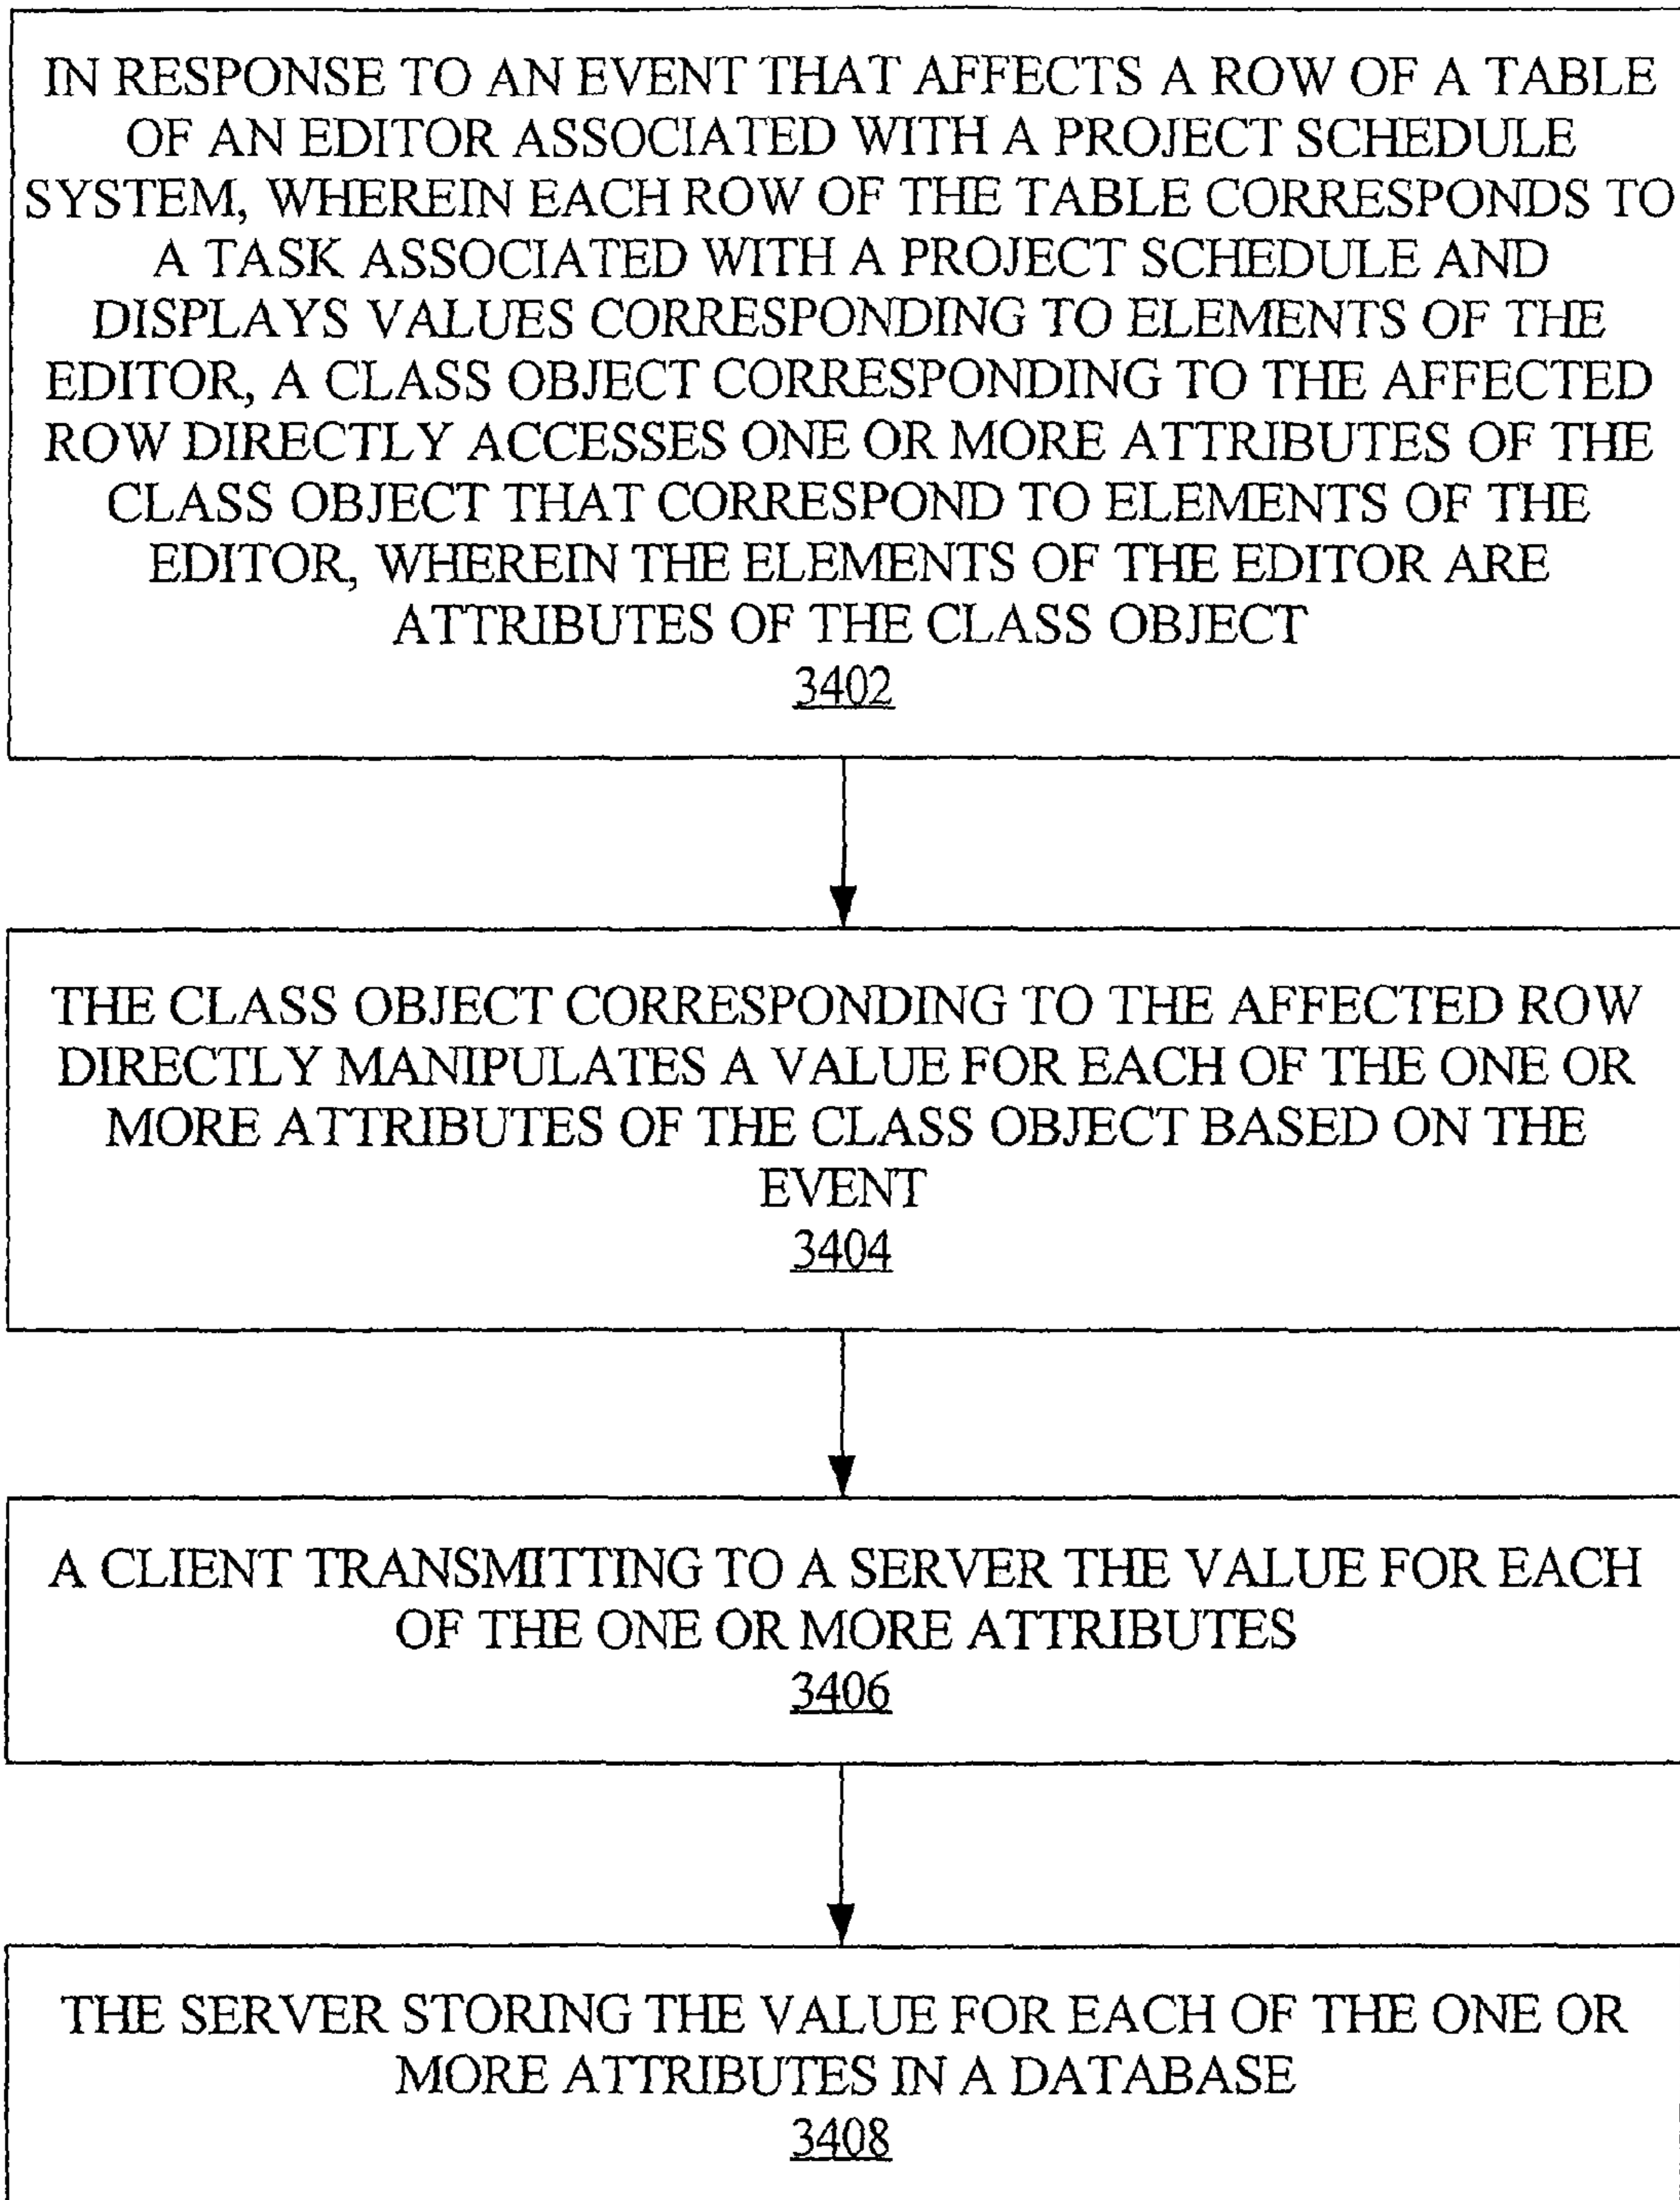 IN RESPONSE TO AN EVENT THAT AFFECTS A ROW OF A TABLE
OF AN EDITOR ASSOCIATED WITH A PROJECT SCHEDULE
SYSTEM, WHEREIN EACH ROW OF THE TABLE CORRESPONDS TO
A TASK ASSOCIATED WITH A PROJECT SCHEDULE AND
DISPLAYS VALUES CORRESPONDING TO ELEMENTS OF THE
EDITOR, A CLASS OBJECT CORRESPONDING TO THE AFFECTED
ROW DIRECTLY ACCESSES ONE OR MORE ATTRIBUTES OF THE
CLASS OBJECT THAT CORRESPOND TO ELEMENTS OF THE
EDITOR, WHEREIN THE ELEMENTS OF THE EDITOR ARE
ATTRIBUTES OF THE CLASS OBJECT
3402
THE CLASS OBJECT CORRESPONDING TO THE AFFECTED ROW
DIRECTLY MANIPULATES A VALUE FOR EACH OF THE ONE OR
MORE ATTRIBUTES OF THE CLASS OBJECT BASED ON THE
EVENT
3404
A CLIENT TRANSMITTING TO A SERVER THE VALUE FOR EACH
OF THE ONE OR MORE ATTRIBUTES
3406
THE SERVER STORING THE VALUE FOR EACH OF THE ONE OR
MORE ATTRIBUTES IN A DATABASE
3408